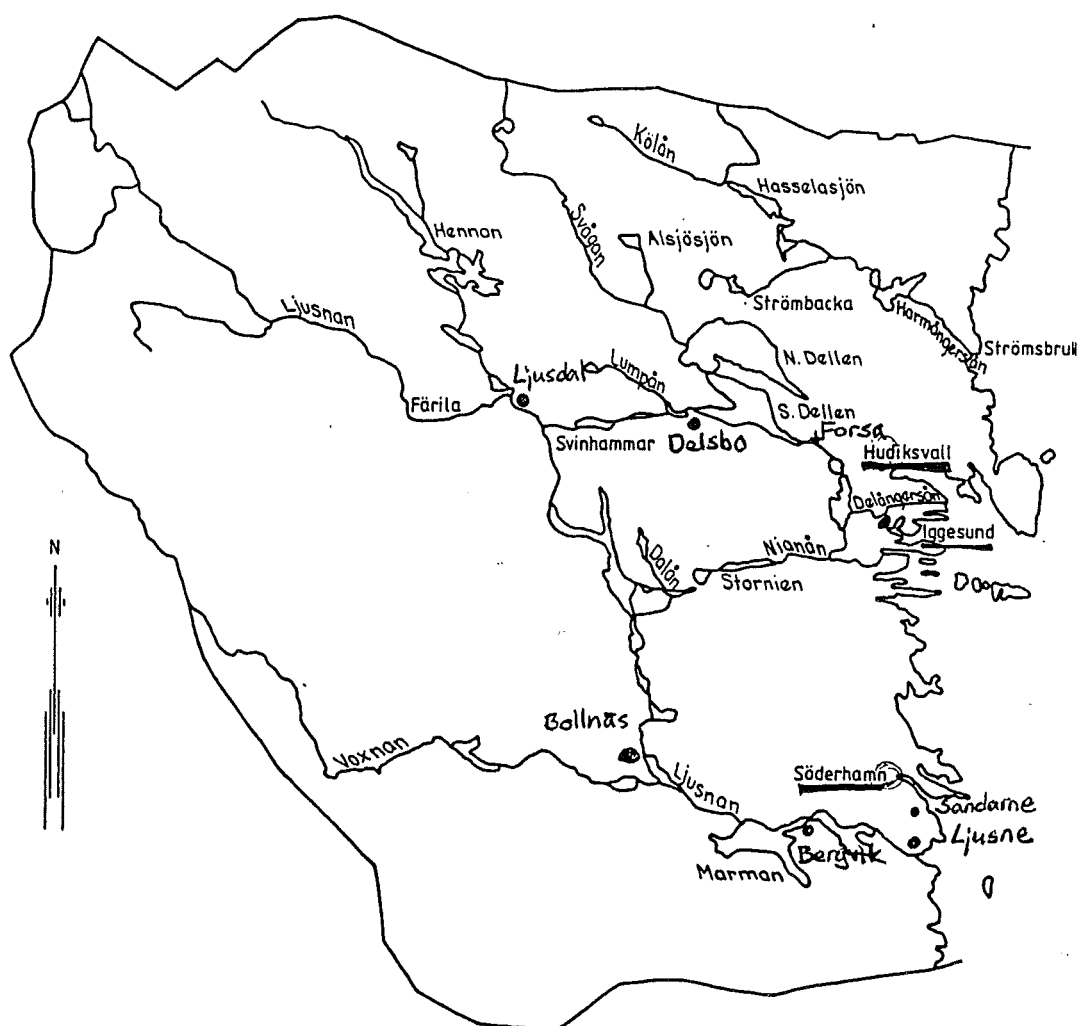 Kölån
Hasselasjön
Svågan
Alsjösjön
Hennan
Strömbacka
Ljusnan
Harmångersån
Strömsbruk
N. Dellen
Ljusdal
Lumpån
Färila
S. Dellen
Svinhammar
Delsbo
Forsa
Hudiksvall
Delångersån
Iggesund
N
Dalån
Nianån
Stornien
Bollnäs
Voxnan
Ljusnan
Söderhamn
Sandarne
Ljusne
Bergvik
Marman